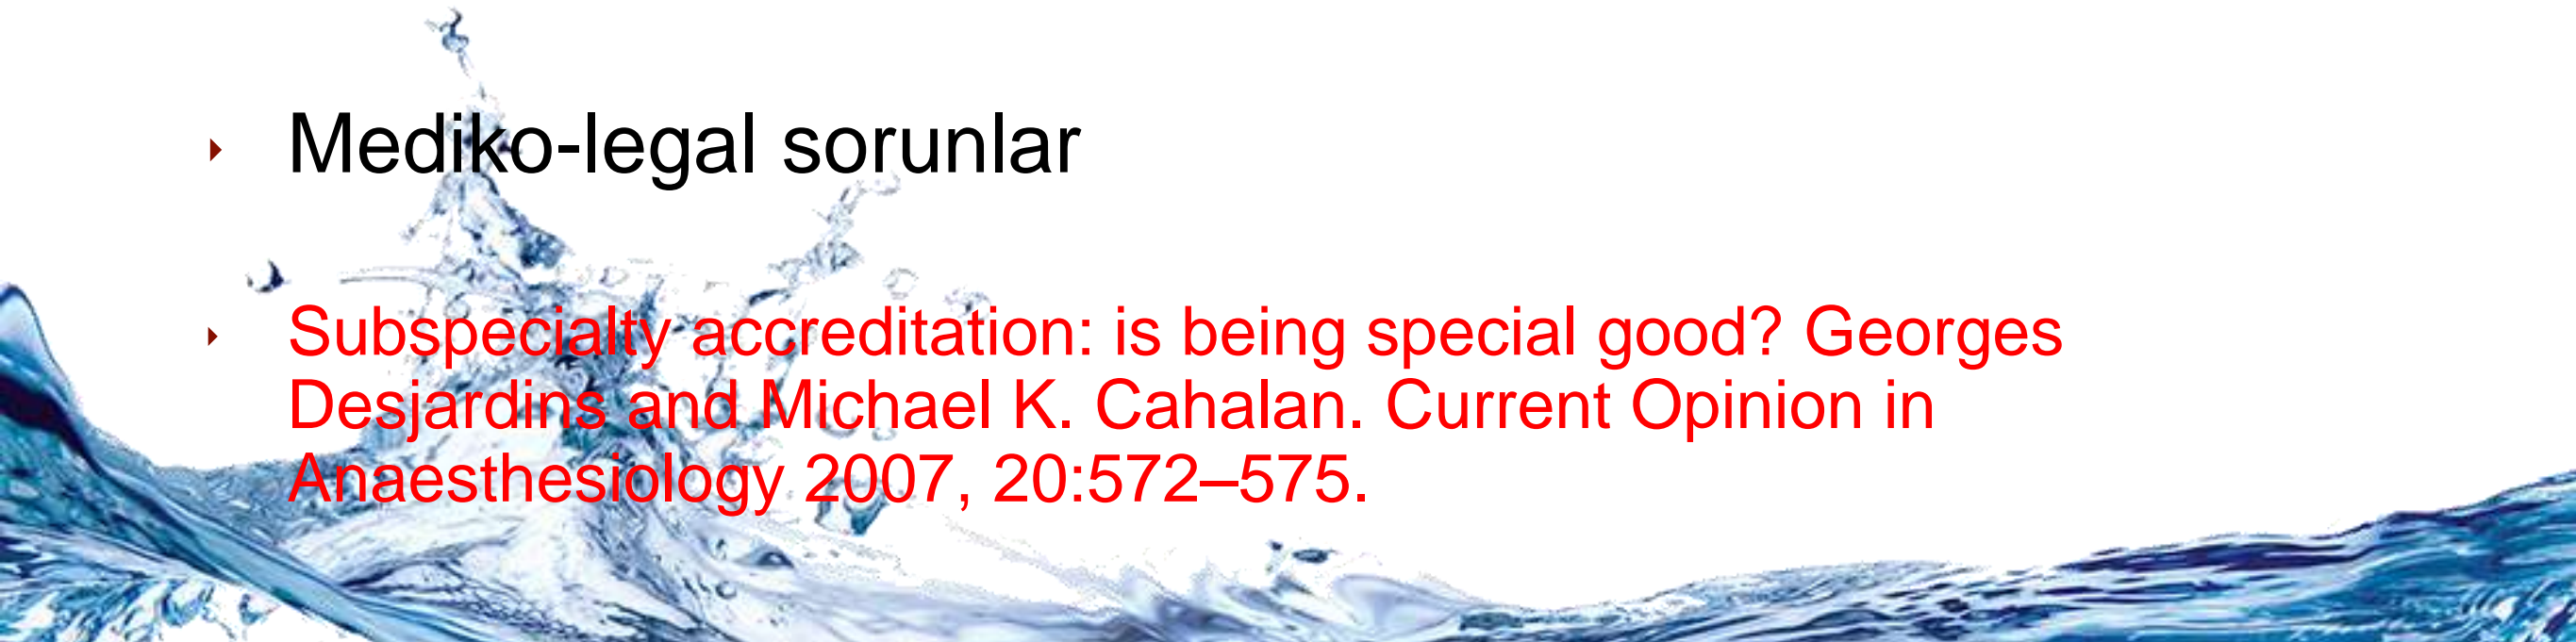 Mediko-legal sorunlar
Subspecialty accreditation: is being special good? Georges
Desjardins and Michael K. Cahalan. Current Opinion in
Anaesthesiology 2007, 20:572–575.